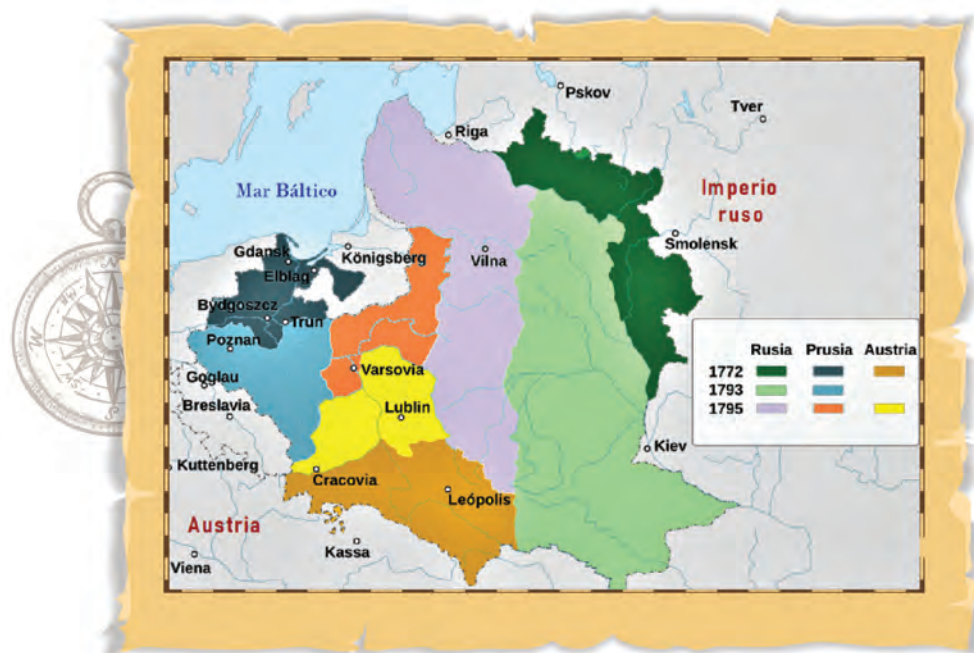 Pskov
Tver
Riga
Mar Báltico
Imperio
ruso
Smolensk
Gdansk
Königsberg
Vilna
Elblag
Bydgoszcz
Trun
Poznan
Varsovia
Goglau
Breslavia
Lublin
Rusia Prusia Austria
1772
1793
1795
Kiev
Kuttenberg
Cracovia
Leópolis
Austria
Kassa
Viena
N
W
S